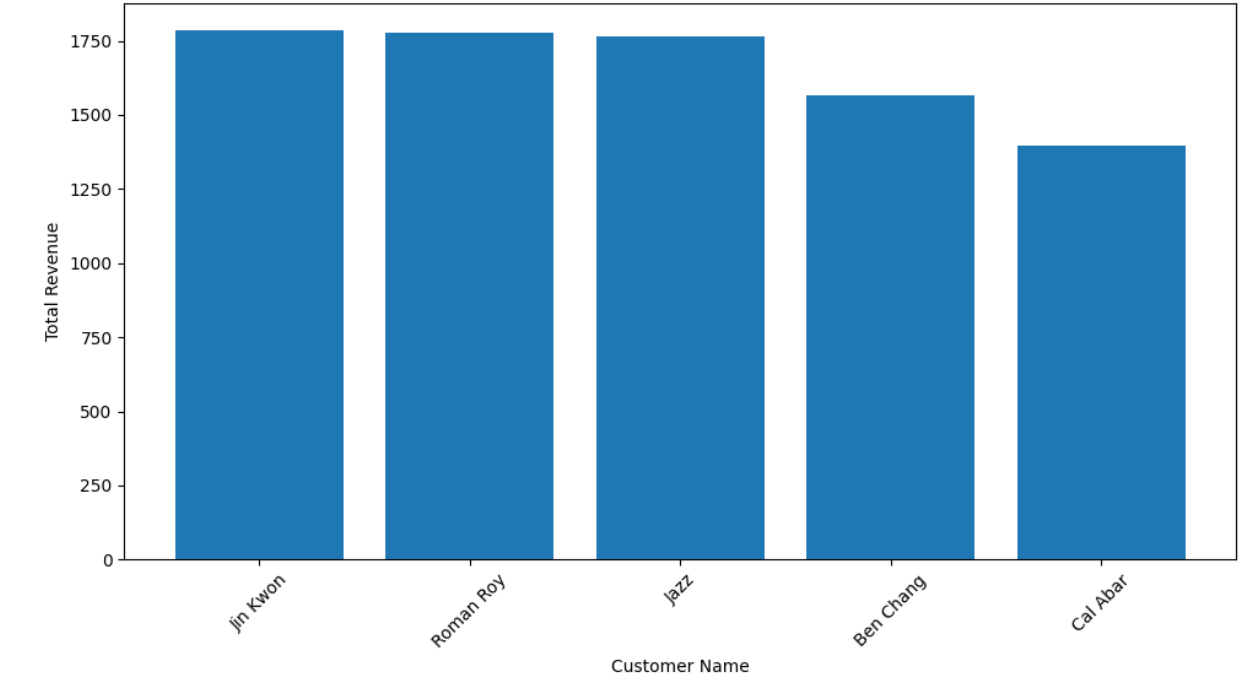 1750
1500
1250
1000
750
500
250
0
Total Revenue
Jin Kwon
Roman Roy
Jazz
Ben Chang
Cal Abar
Customer Name